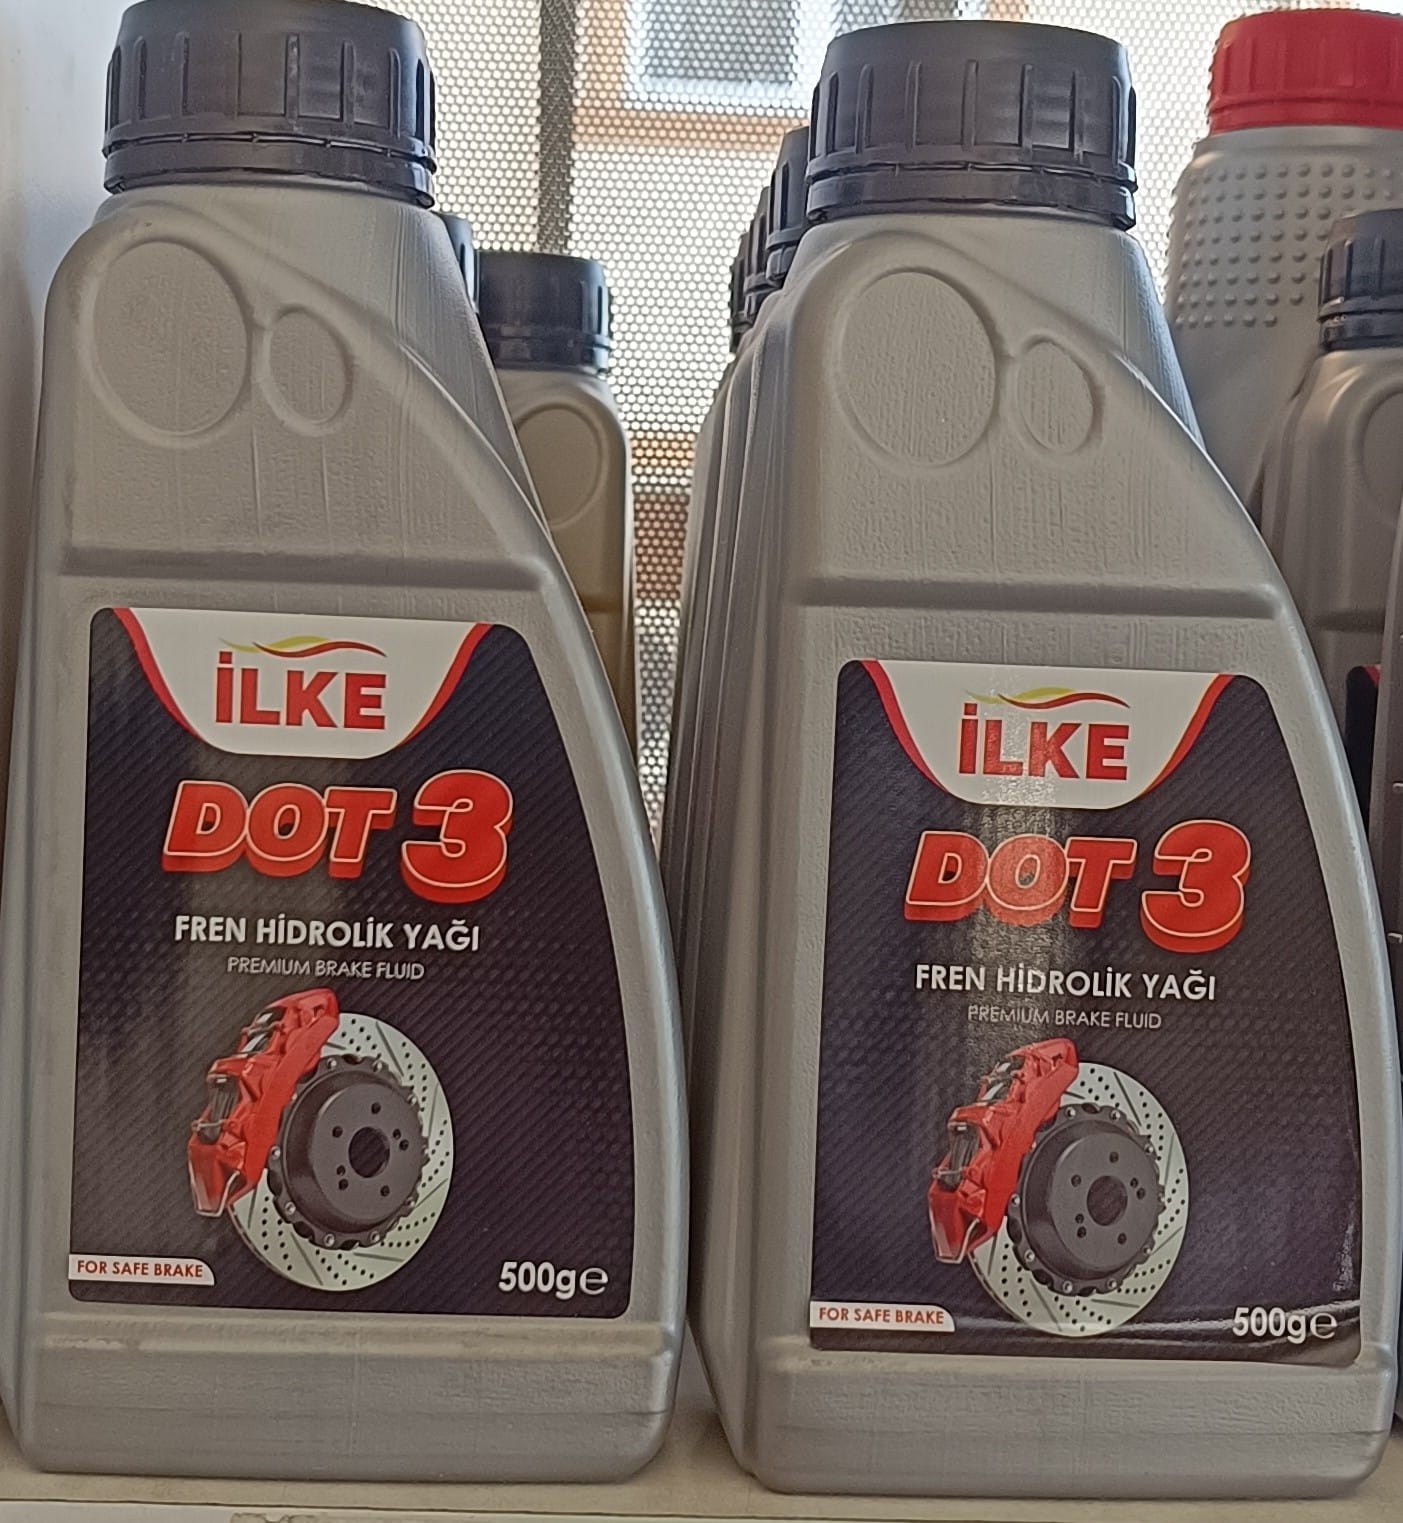 İLKE
DOT 3
FREN HİDROLİK YAĞI
PREMIUM BRAKE FLUID
FOR SAFE BRAKE
500g℮
İLKE
DOT 3
FREN HİDROLİK YAĞI
PREMIUM BRAKE FLUID
FOR SAFE BRAKE
500g℮